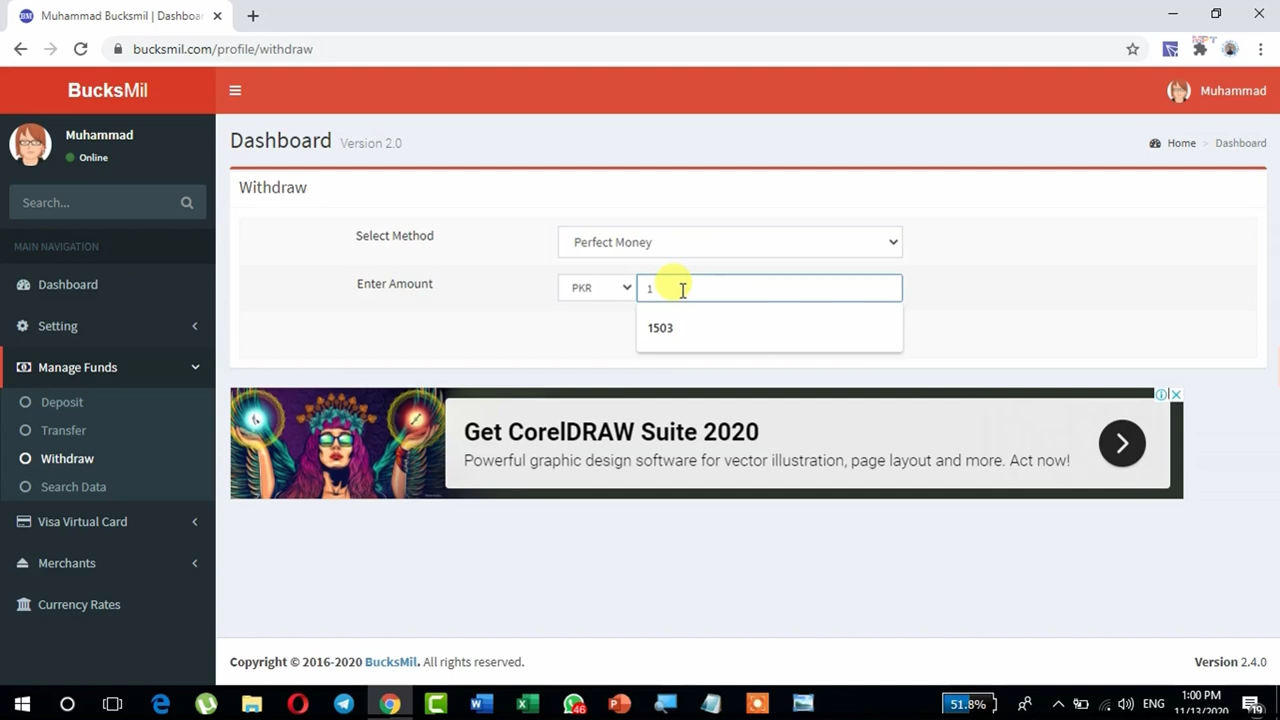 Muhammad Bucksmil | Dashboa
bucksmil.com/profile/withdraw
BucksMil
Muhammad
Muhammad
Online
Dashboard Version 2.0
Home > Dashboard
Search...
Withdraw
MAIN NAVIGATION
Select Method
Perfect Money
Dashboard
Enter Amount
PKR
1
1503
Setting
Manage Funds
Deposit
Transfer
Withdraw
Search Data
Get CorelDRAW Suite 2020
Powerful graphic design software for vector illustration, page layout and more. Act now!
Visa Virtual Card
Merchants
Currency Rates
Copyright © 2016-2020 BucksMil. All rights reserved.
Version 2.4.0
46
51.8%
ENG
1:00 PM
11/13/2020
19